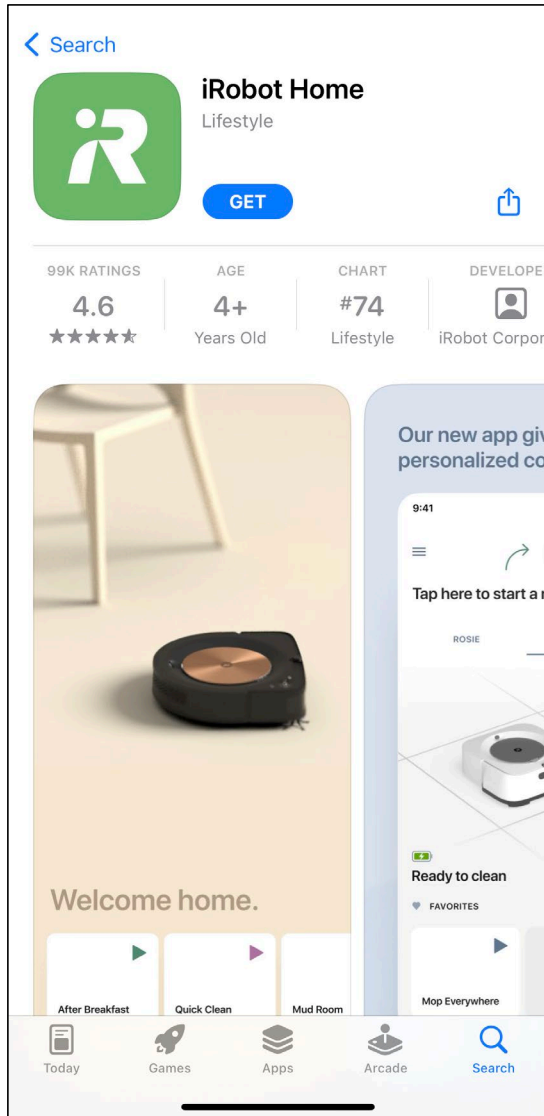 Search
iRobot Home
Lifestyle
GET
99K RATINGS
4.6
AGE
4+
Years Old
CHART
#74
Lifestyle
DEVELOPE
iRobot Corpor
Welcome home.
After Breakfast
Quick Clean
Mud Room
Our new app giv
personalized co
9:41
Tap here to start a r
ROSIE
Ready to clean
FAVORITES
Mop Everywhere
Today
Games
Apps
Arcade
Search